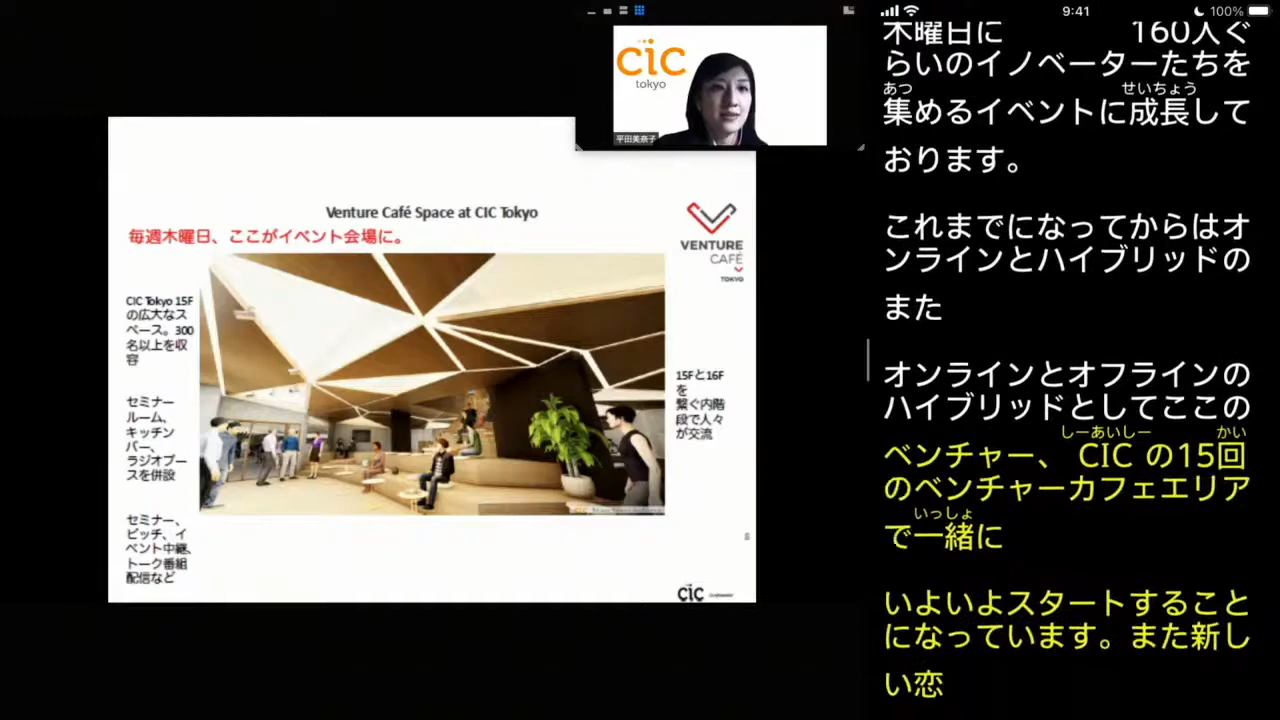 cic
tokyo
平田美奈子
Venture Café Space at CIC Tokyo
毎週木曜日、ここがイベント会場に。
VENTURE
CAFÉ
TOKYO
CIC Tokyo 15F
の広大なス
ペース。300
名以上を収
容
セミナー
ルーム、
キッチン
バー、
ラジオブー
スを併設
セミナー、
ピッチ、イ
ベント中継、
トーク番組
配信など
15Fと16F
を
繋ぐ内階
段で人々
が交流
8
cic
9:41
100%
木曜日に 160人ぐ
らいのイノベーターたちを
あつ せいちょう
集めるイベントに成長して
おります。
これまでになってからはオ
ンラインとハイブリッドの
また
オンラインとオフラインの
ハイブリッドとしてここの
しーあいしー かい
ベンチャー、 CIC の15回
のベンチャーカフェエリア
いっしょ
で一緒に
いよいよスタートすること
になっています。また新し
い恋